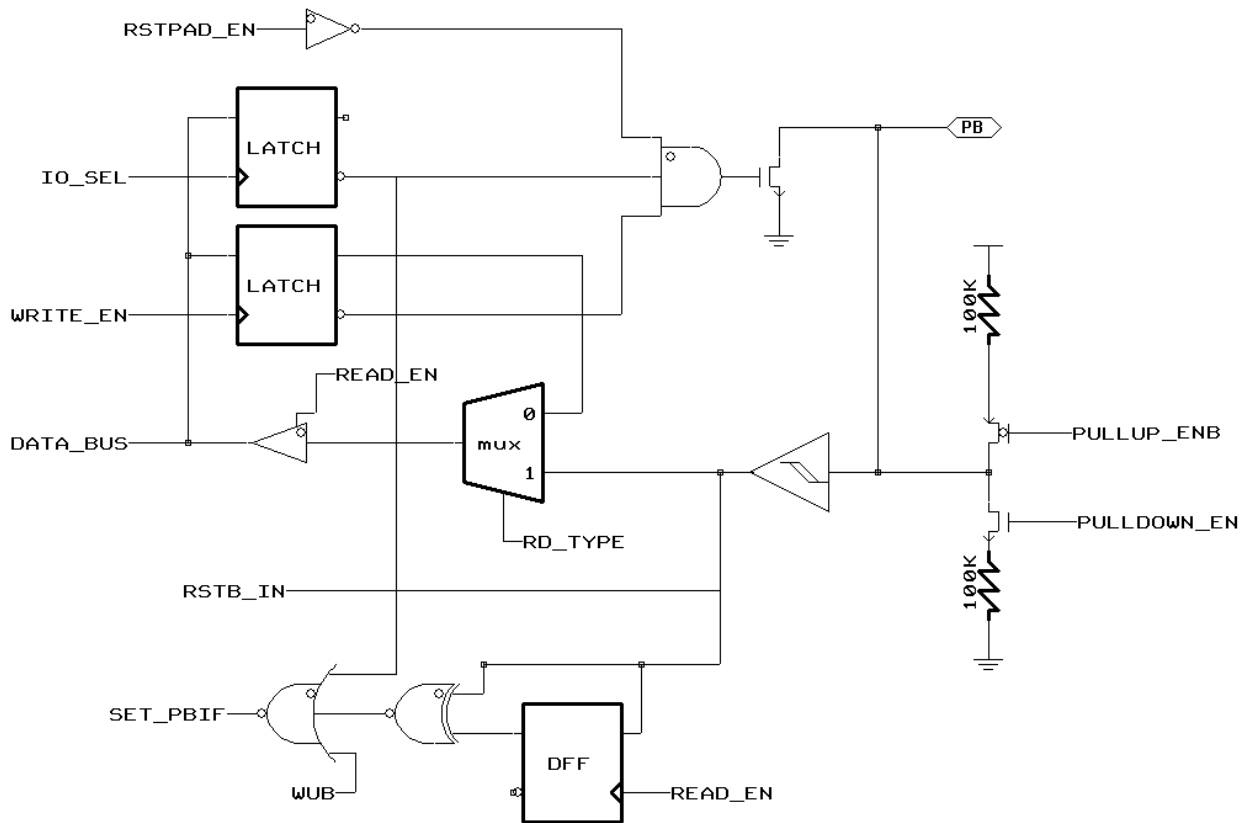 RSTPAD_EN
PB
LATCH
IO_SEL
LATCH
100K
WRITE_EN
READ_EN
0
DATA_BUS
mux
PULLUP_ENB
1
PULLDOWN_EN
RD_TYPE
RSTB_IN
100K
SET_PBIF
DFF
WUB
READ_EN